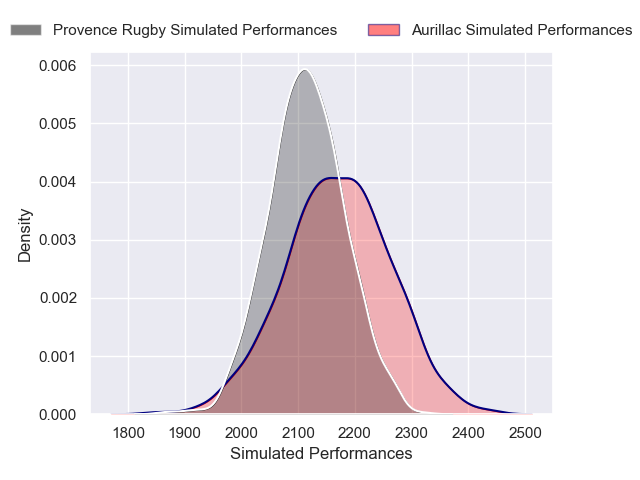 Provence Rugby Simulated Performances
Aurillac Simulated Performances
0.006
0.005
0.004
0.003
0.002
0.001
0.000
Density
1800 1900 2000 2100 2200 2300 2400 2500
Simulated Performances